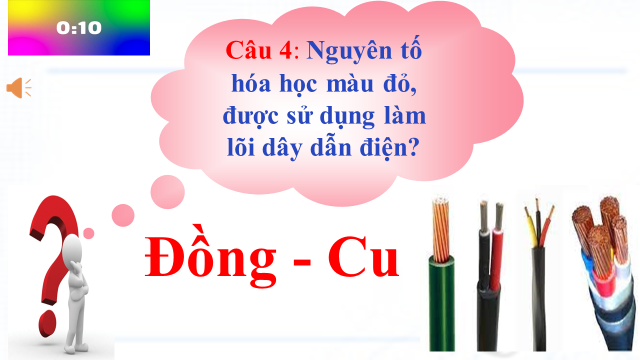 0:10
Câu 4: Nguyên tố
hóa học màu đỏ,
được sử dụng làm
lõi dây dẫn điện?
Đồng - Cu